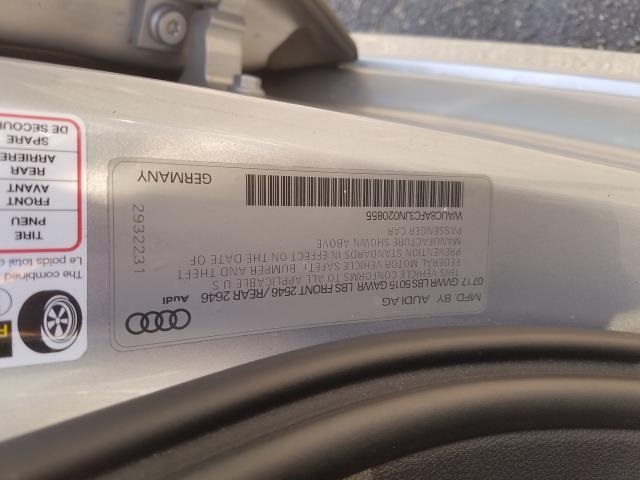 MFD. BY. AUDI AG
07.17 GVWR LBS 5015 GAWR LBS FRONT 2546 /REAR 2646
THIS VEHICLE CONFORMS TO ALL APPLICABLE U.S
FEDERAL MOTOR VEHICLE SAFETY, BUMPER AND THEFT
PREVENTION STANDARDS IN EFFECT ON THE DATE OF
MANUFACTURE SHOWN ABOVE
PASSENGER CAR
WAUC8AFC3JN020855
GERMANY
2932231
Audi
The combined
Le poids total
TIRE
PNEU
FRONT
AVANT
REAR
ARRIERE
SPARE
DE SECOU